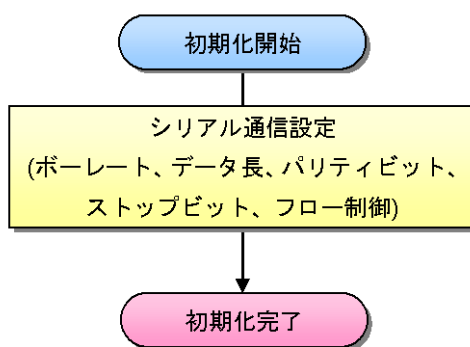 初期化開始
シリアル通信設定
(ボーレート、データ長、パリティビット、
ストップビット、フロー制御)
初期化完了